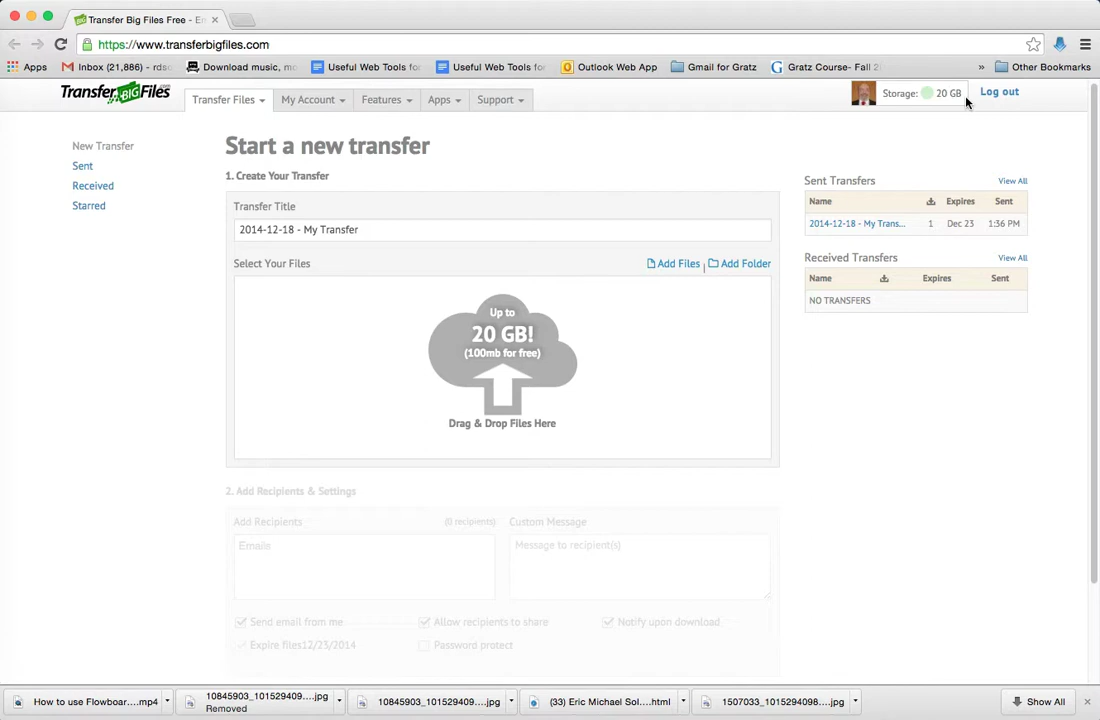 Transfer Big Files Free - En
https://www.transferbigfiles.com
Apps
Inbox (21,886) - rdso
Download music, mo
Useful Web Tools for
Useful Web Tools for
Outlook Web App
Gmail for Gratz
Gratz Course- Fall 2
»
Other Bookmarks
Transfer BIG Files
Transfer Files
My Account
Features
Apps
Support
Storage: 20 GB
Log out
New Transfer
Sent
Received
Starred
Start a new transfer
1. Create Your Transfer
Transfer Title
2014-12-18 - My Transfer
Select Your Files
Add Files | Add Folder
Up to
20 GB!
(100mb for free)
Drag & Drop Files Here
2. Add Recipients & Settings
Add Recipients (0 recipients)
Emails
Custom Message
Message to recipient(s)
Send email from me
Allow recipients to share
Notify upon download
Expire files12/23/2014
Password protect
Sent Transfers View All
Name Expires Sent
2014-12-18 - My Trans... 1 Dec 23 1:36 PM
Received Transfers View All
Name Expires Sent
NO TRANSFERS
How to use Flowboar....mp4
10845903_101529409....jpg
Removed
10845903_101529409....jpg
(33) Eric Michael Sol....html
1507033_1015294098....jpg
Show All